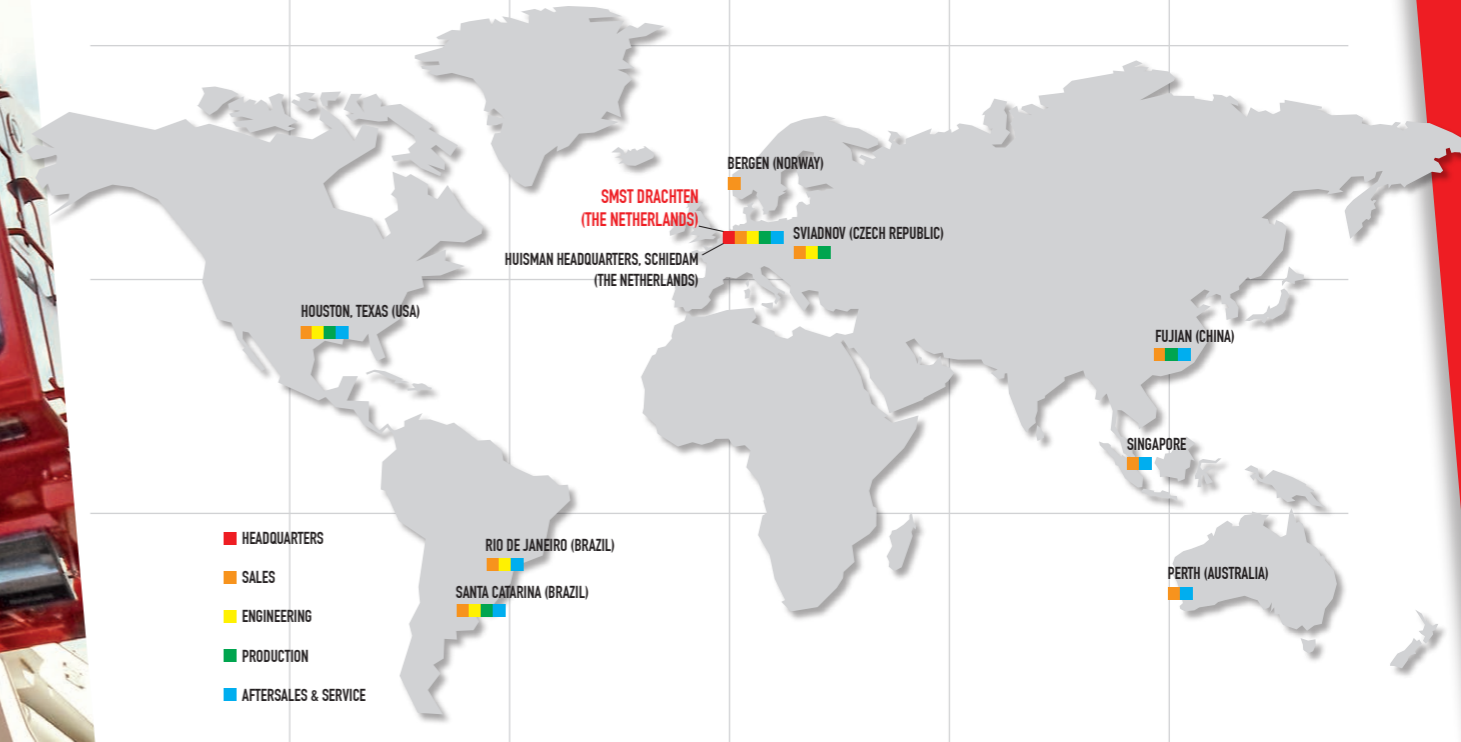 BERGEN (NORWAY)
SMST DRACHTEN
(THE NETHERLANDS)
SVIADNOV (CZECH REPUBLIC)
HUISMAN HEADQUARTERS, SCHIEDAM
(THE NETHERLANDS)
HOUSTON, TEXAS (USA)
FUJIAN (CHINA)
SINGAPORE
RIO DE JANEIRO (BRAZIL)
SANTA CATARINA (BRAZIL)
PERTH (AUSTRALIA)
HEADQUARTERS
SALES
ENGINEERING
PRODUCTION
AFTERSALES & SERVICE